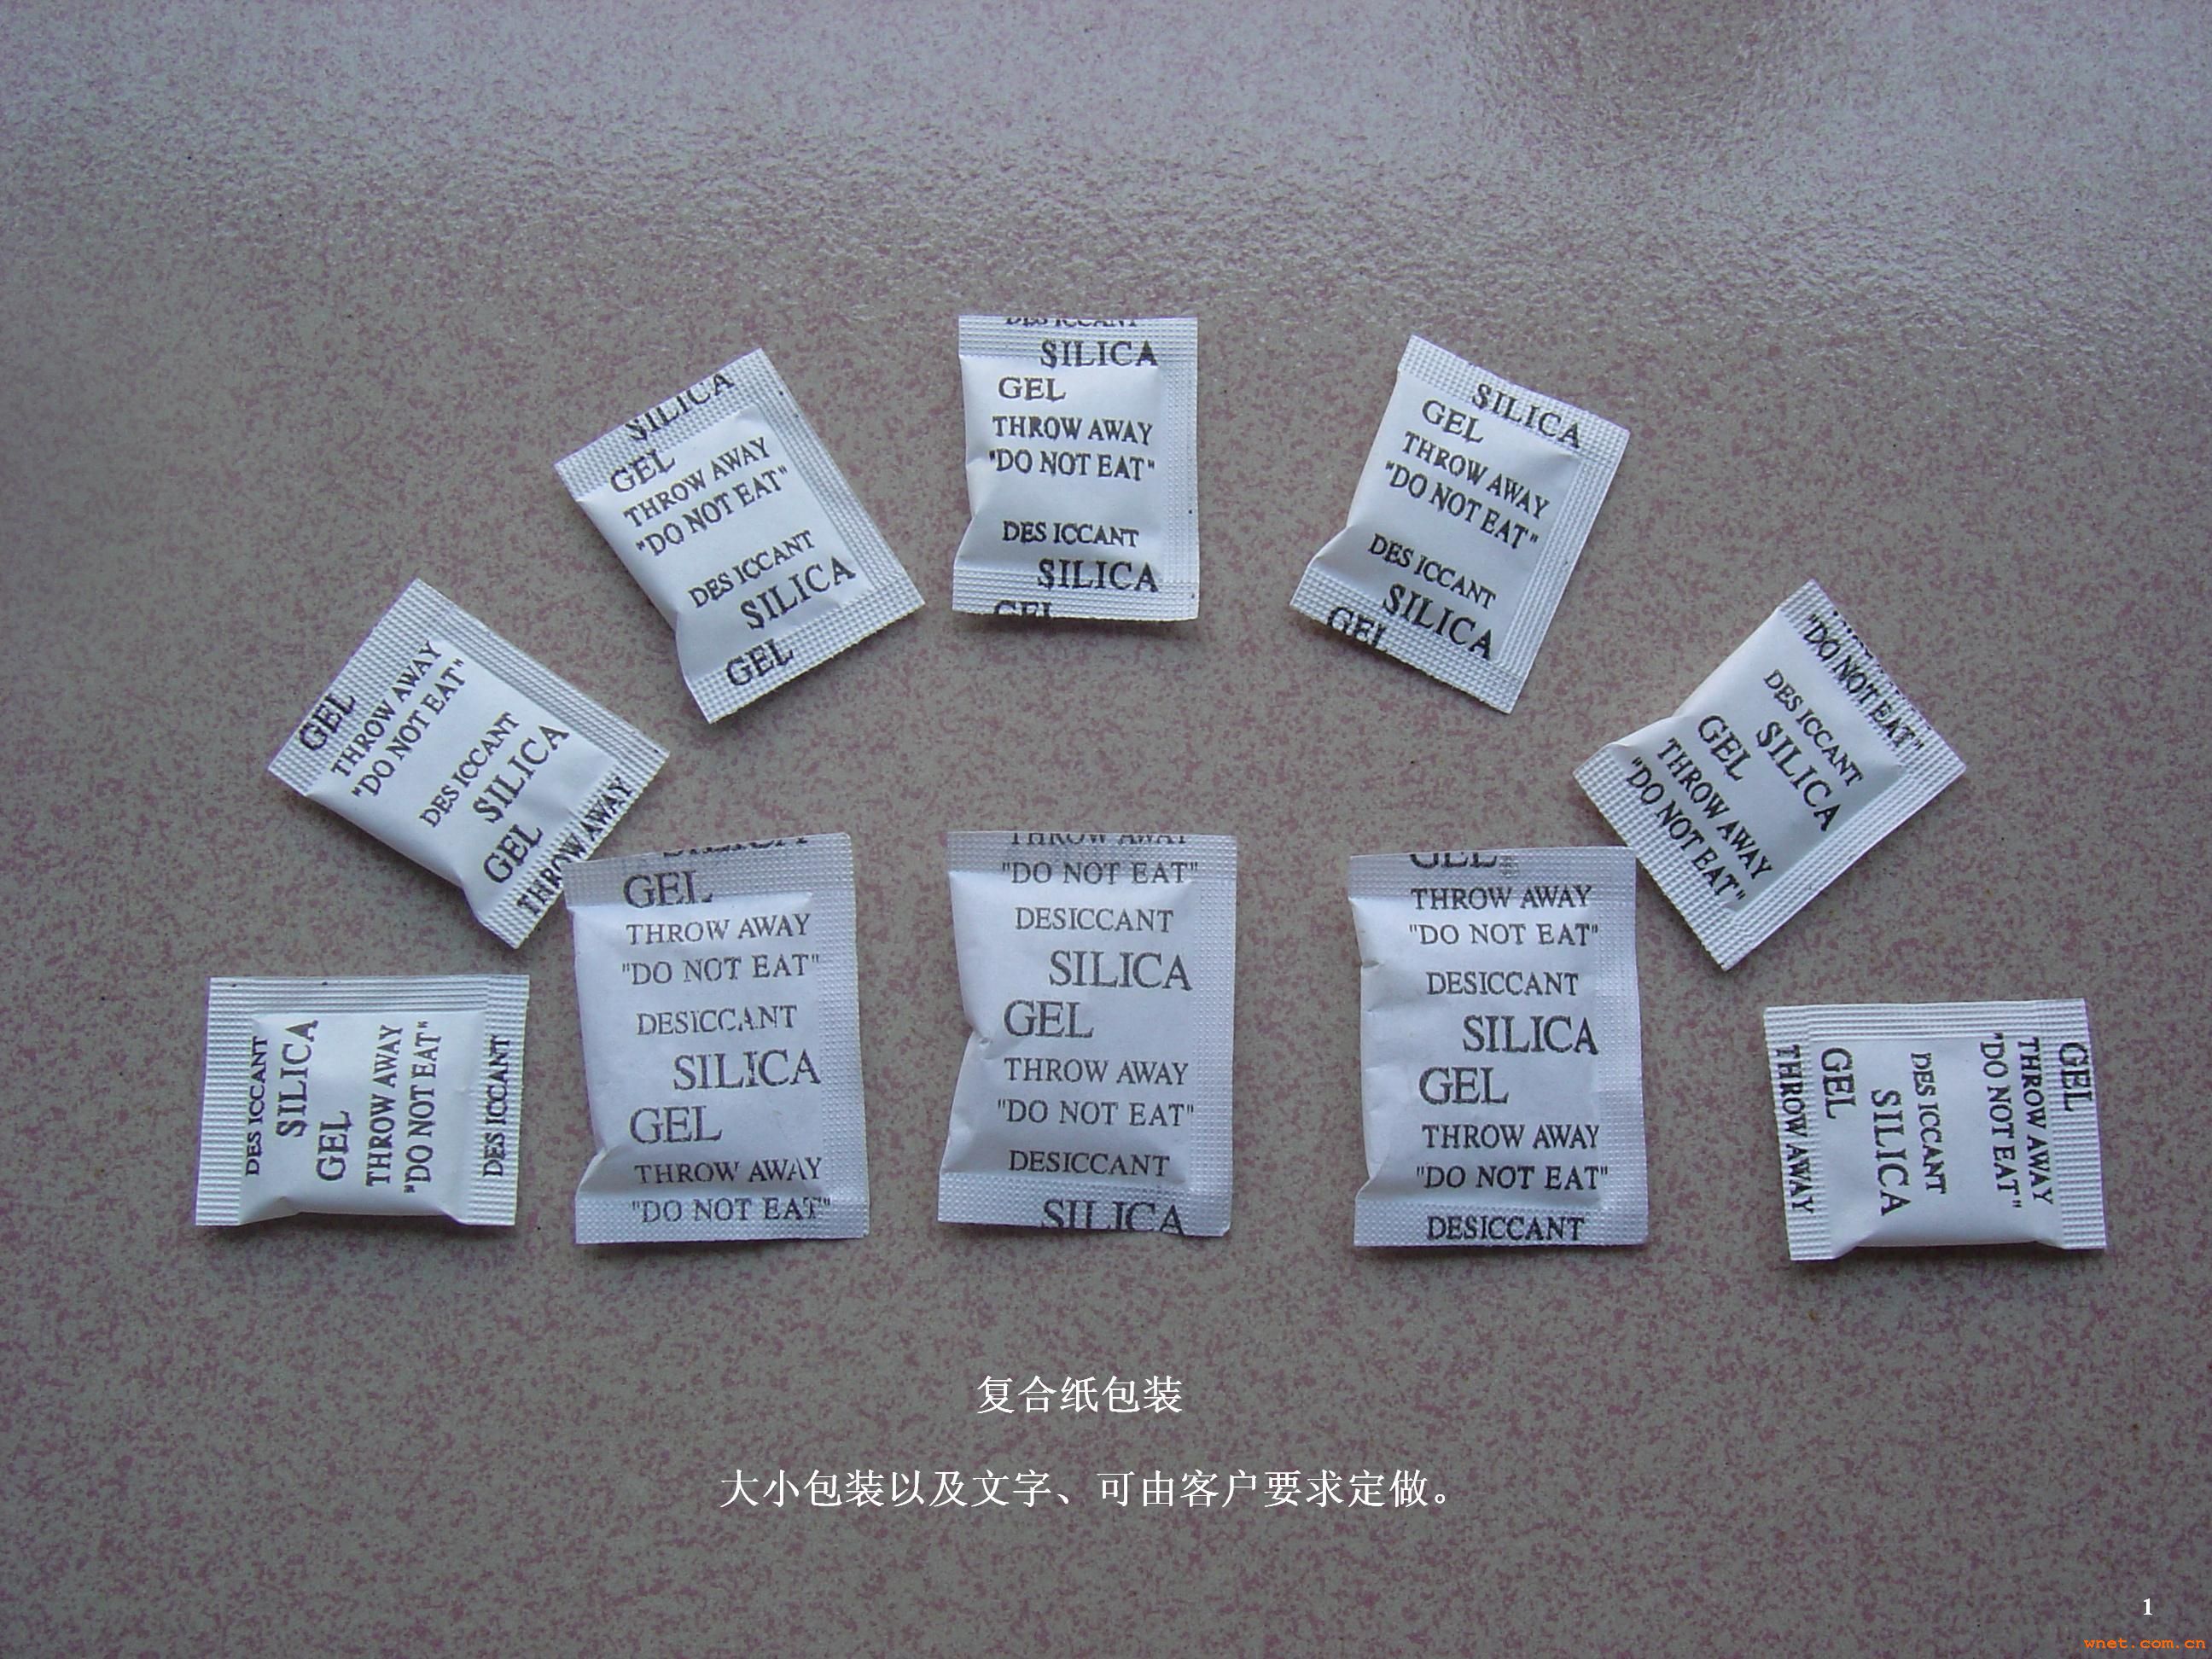 DES ICCANT
SILICA
GEL
THROW AWAY
"DO NOT EAT"
DES ICCANT
SILICA
GEL
SILICA
GEL
THROW AWAY
"DO NOT EAT"
DES ICCANT
SILICA
GEL
SILICA
GEL
THROW AWAY
"DO NOT EAT"
DES ICCANT
SILICA
GEL
GEL
THROW AWAY
"DO NOT EAT"
DES ICCANT
SILICA
GEL
THROW AWAY
"DO NOT EAT"
DES ICCANT
SILICA
GEL
THROW AWAY
"DO NOT EAT"
DES ICCANT
SILICA
GEL
THROW AWAY
"DO NOT EAT"
DES ICCANT
SILICA
GEL
THROW AWAY
"DO NOT EAT"
DESICCANT
SILICA
GEL
THROW AWAY
"DO NOT EAT"
THROW AWAY
"DO NOT EAT"
DESICCANT
SILICA
GEL
THROW AWAY
"DO NOT EAT"
DESICCANT
SILICA
GEL
THROW AWAY
"DO NOT EAT"
DESICCANT
SILICA
GEL
THROW AWAY
"DO NOT EAT"
DESICCANT
GEL
THROW AWAY
"DO NOT EAT"
DES ICCANT
SILICA
GEL
THROW AWAY
复合纸包装
大小包装以及文字、可由客户要求定做。
1
wnet.com.cn